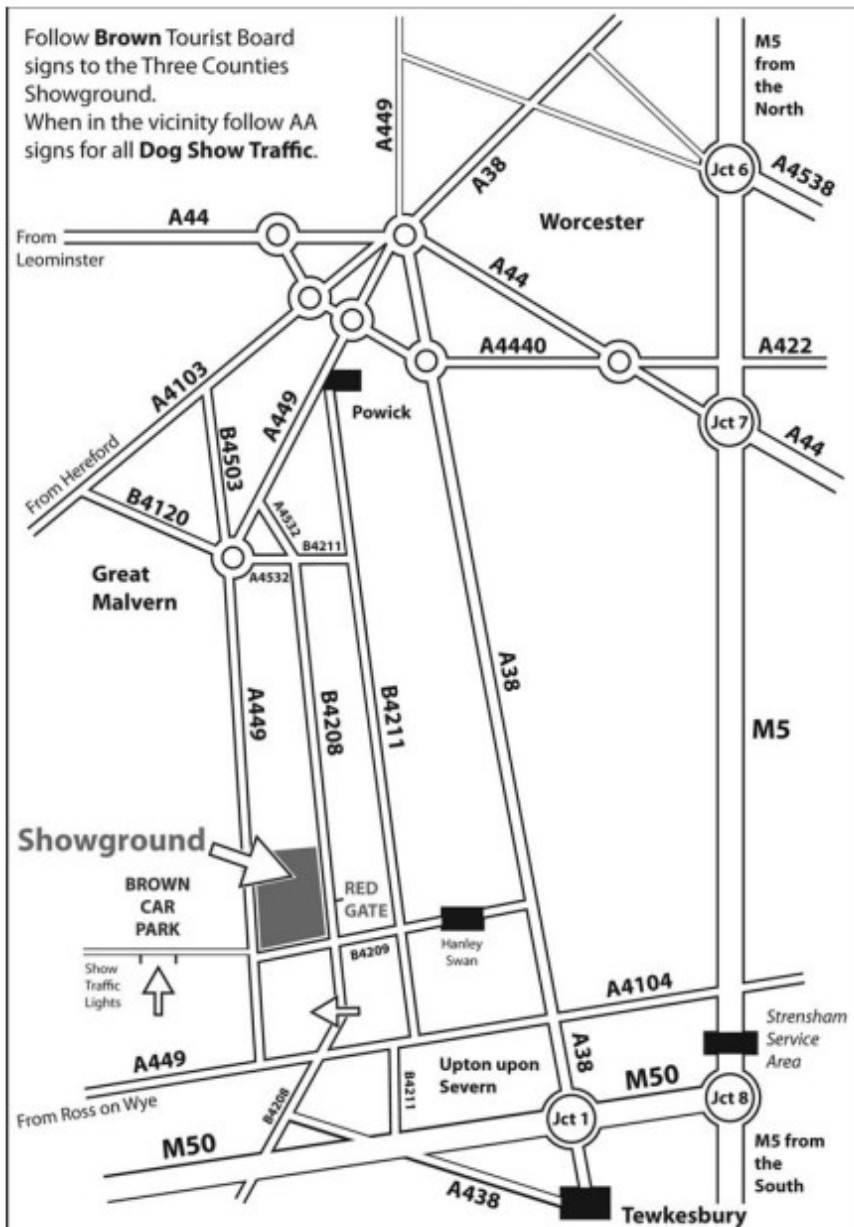 Follow Brown Tourist Board
signs to the Three Counties
Showground.
When in the vicinity follow AA
signs for all Dog Show Traffic.
M5
from
the
North
A449
A38
Jct 6
A4538
A44
From
Leominster
Worcester
A44
A4440
A422
A4103
A449
Powick
Jct 7
A44
B4503
From Hereford
B4120
A4532
B4211
A4532
Great
Malvern
A38
A449
B4208
B4211
M5
Showground
BROWN
CAR
PARK
RED
GATE
B4209
Hanley
Swan
Show
Traffic
Lights
A4104
Strensham
Service
Area
A449
From Ross on Wye
Upton upon
Severn
A38
M50
B4208
B4211
Jct 1
Jct 8
M50
M5 from
the
South
A438
Tewkesbury